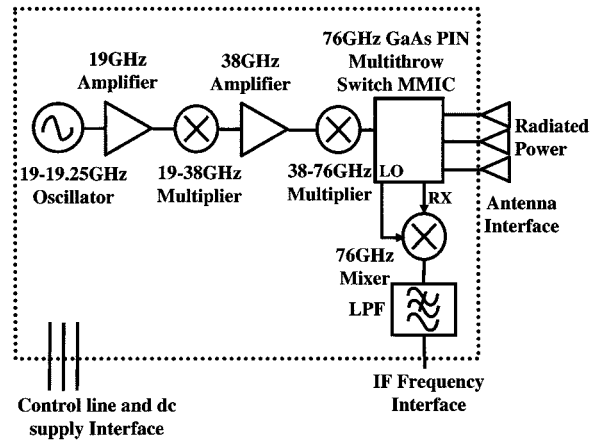 19GHz
Amplifier
38GHz
Amplifier
76GHz GaAs PIN
Multithrow
Switch MMIC
19-19.25GHz
Oscillator
19-38GHz
Multiplier
38-76GHz
Multiplier
LO
RX
Radiated
Power
Antenna
Interface
76GHz
Mixer
LPF
IF Frequency
Interface
Control line and dc
supply Interface